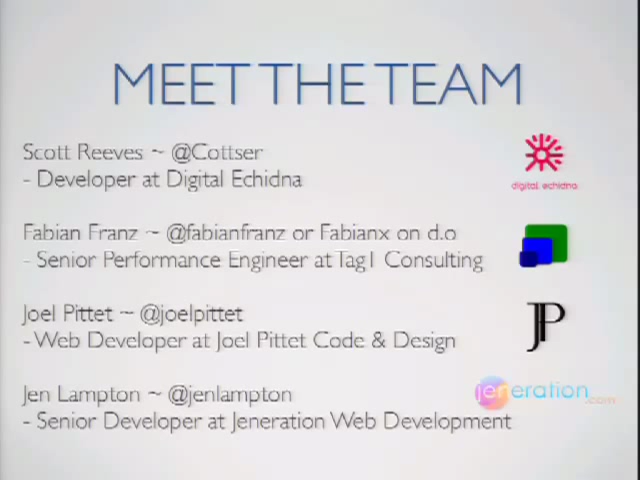 MEET THE TEAM
Scott Reeves ~ @Cottser
- Developer at Digital Echidna
digital echidna
Fabian Franz ~ @fabianfranz or Fabianx on d.o
- Senior Performance Engineer at Tag1 Consulting
Joel Pittet ~ @joelpittet
- Web Developer at Joel Pittet Code & Design
JP
Jen Lampton ~ @jenlampton
jeneration.com
- Senior Developer at Jeneration Web Development